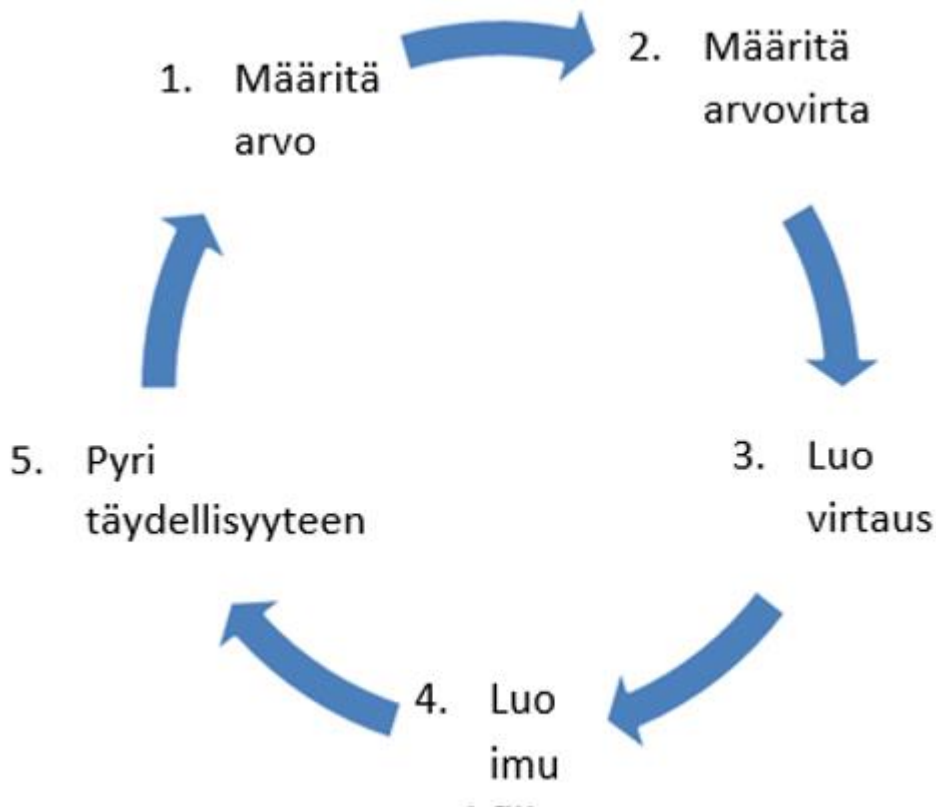 1. Määritä
arvo
2. Määritä
arvovirta
3. Luo
virtaus
4. Luo
imu
5. Pyri
täydellisyyteen